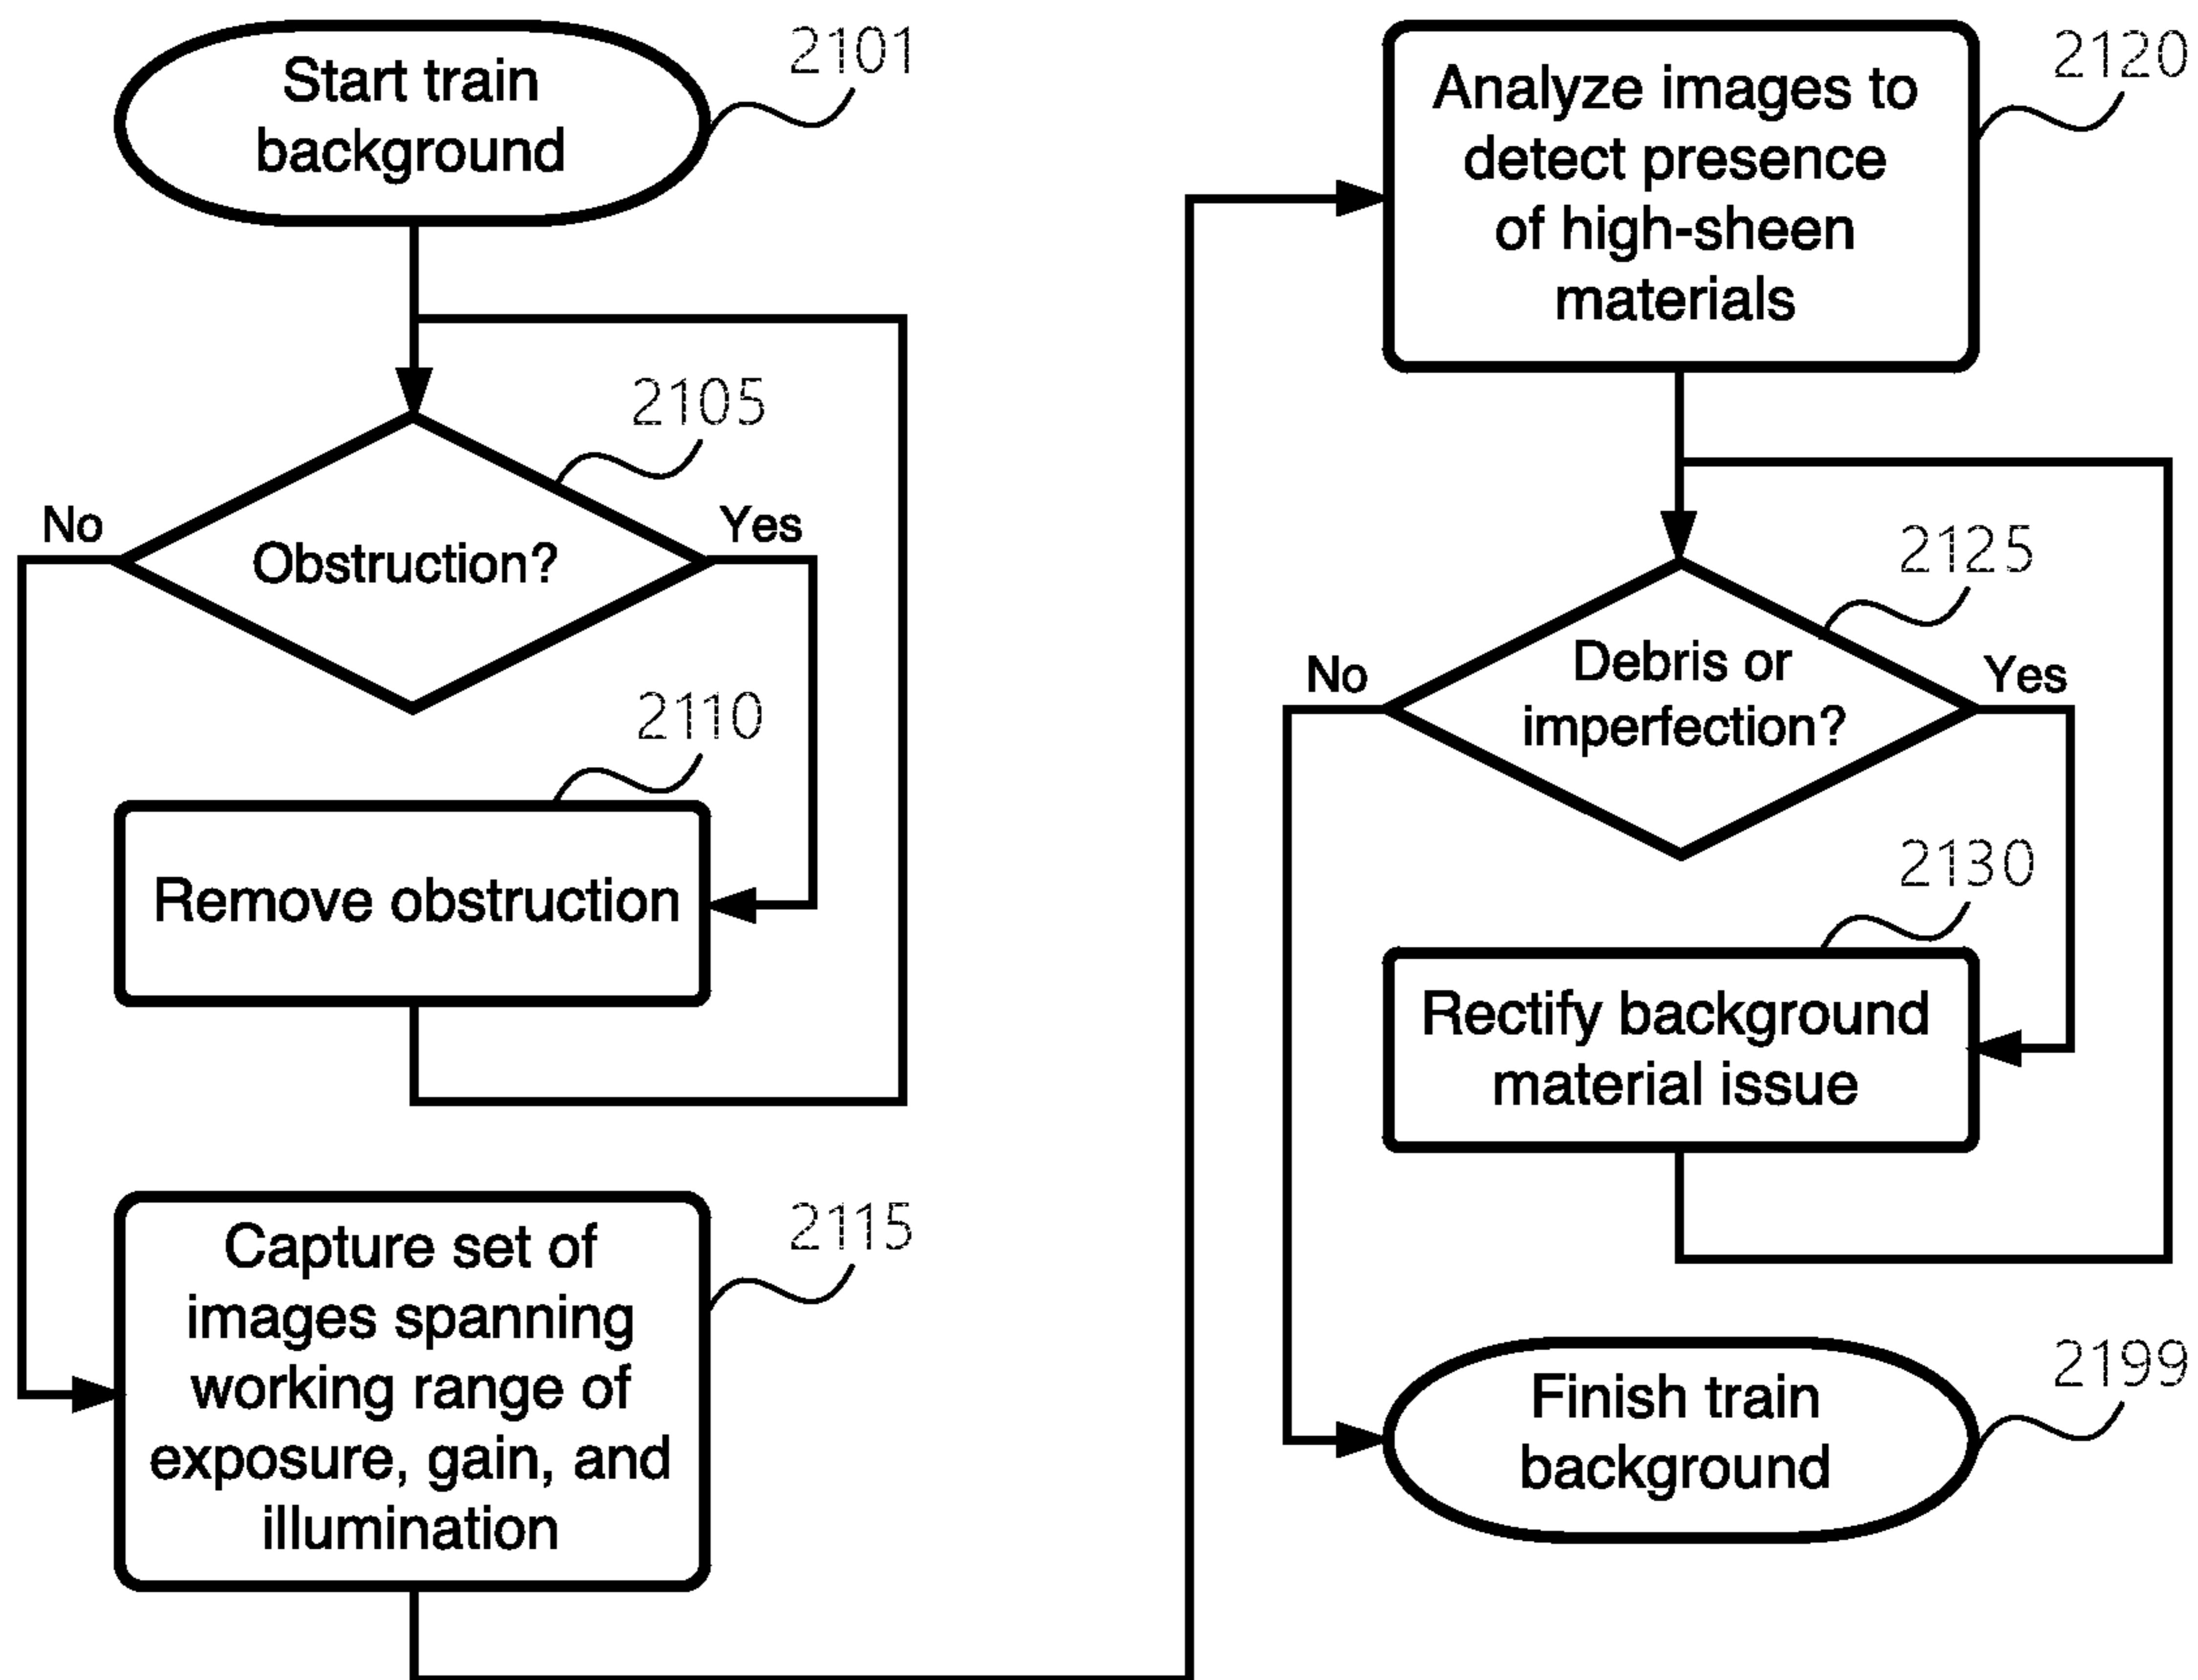 Start train
background
2101
2105
No
Obstruction?
Yes
2110
Remove obstruction
Capture set of
images spanning
working range of
exposure, gain, and
illumination
2115
Analyze images to
detect presence
of high-sheen
materials
2120
2125
No
Debris or
imperfection?
Yes
2130
Rectify background
material issue
Finish train
background
2199